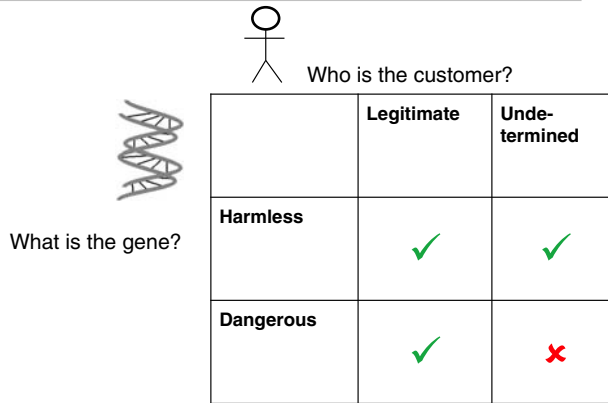 Who is the customer?
Legitimate
Unde-
termined
Harmless
What is the gene?
Dangerous